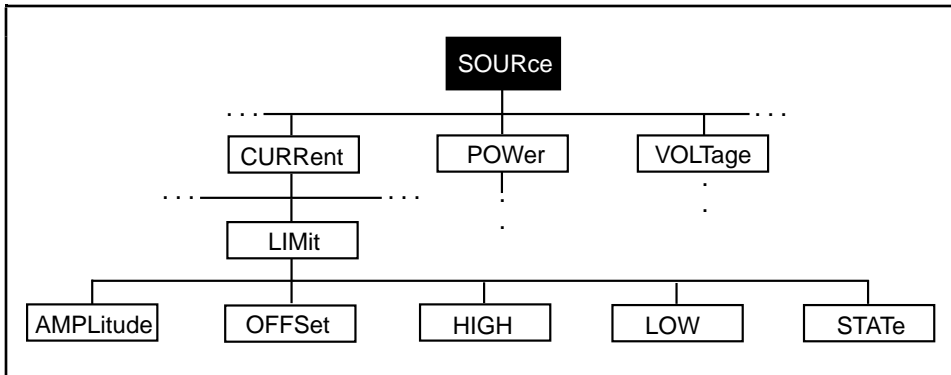 SOURce
CURRent POWer VOLTage
LIMit
AMPLitude OFFSet HIGH LOW STATe